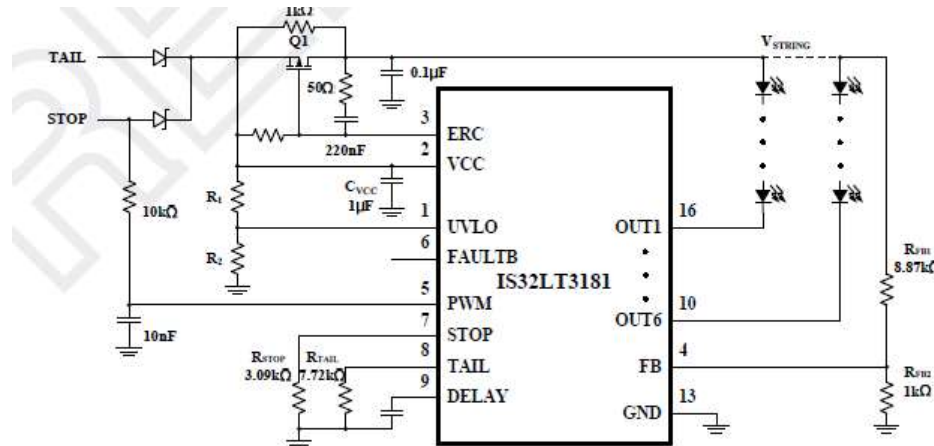 1kΩ
Q1
TAIL
VSTRING
50Ω
0.1μF
STOP
3
ERC
220nF
2
VCC
CVCC
1μF
10kΩ
R1
1
UVLO
16
OUT1
R2
6
FAULTB
IS32LT3181
RFB1
8.87kΩ
5
PWM
10
OUT6
10nF
7
STOP
RSTOP
3.09kΩ
RTAIL
7.72kΩ
8
TAIL
4
FB
RFB2
1kΩ
9
DELAY
13
GND